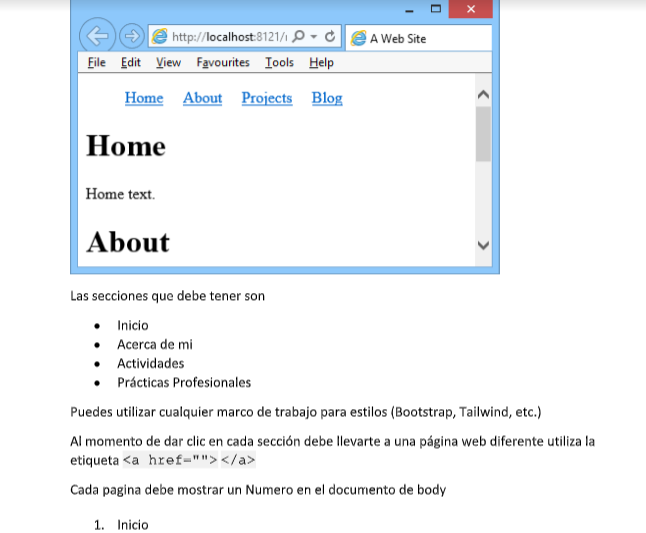 http://localhost:8121/
A Web Site
File Edit View Favourites Tools Help
Home About Projects Blog
Home
Home text.
About
Las secciones que debe tener son
• Inicio
• Acerca de mi
• Actividades
• Prácticas Profesionales
Puedes utilizar cualquier marco de trabajo para estilos (Bootstrap, Tailwind, etc.)
Al momento de dar clic en cada sección debe llevarte a una página web diferente utiliza la
etiqueta <a href=""></a>
Cada pagina debe mostrar un Numero en el documento de body
1. Inicio